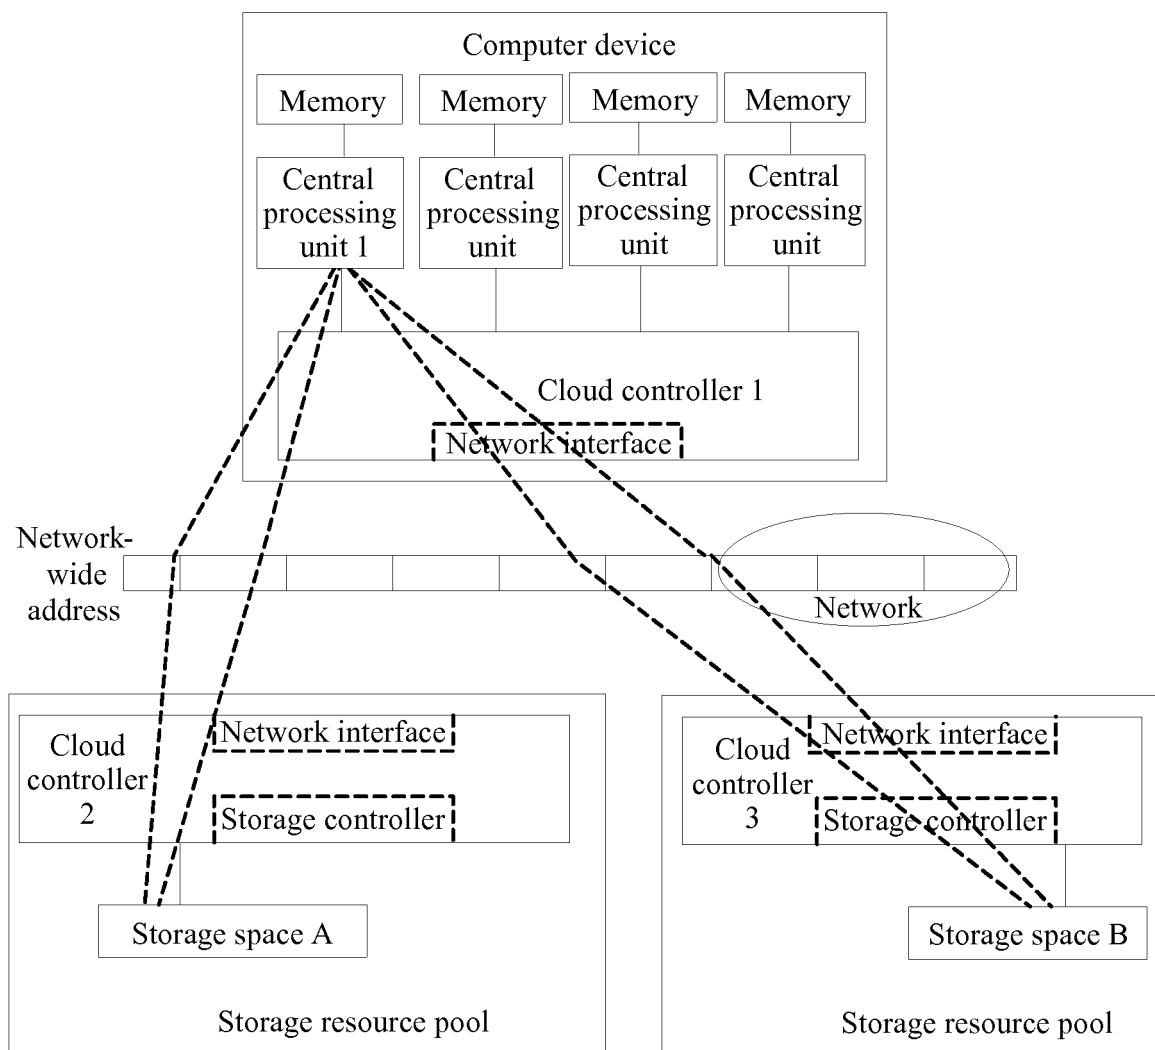 Computer device
Memory
Memory
Memory
Memory
Central
processing
unit 1
Central
processing
unit
Central
processing
unit
Central
processing
unit
Cloud controller 1
Network interface
Network-
wide
address
Network
Network interface
Cloud
controller
2
Storage controller
Storage space A
Storage resource pool
Network interface
Cloud
controller
3
Storage controller
Storage space B
Storage resource pool